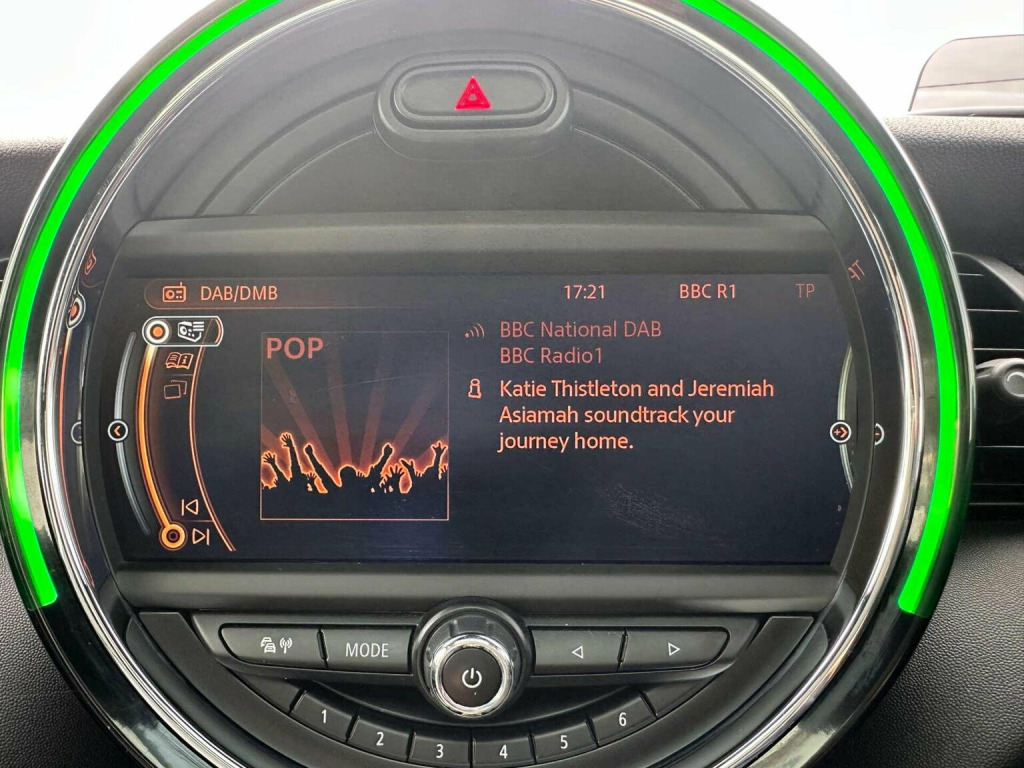 DAB/DMB 17:21 BBC R1 TP
POP
BBC National DAB
BBC Radio1
Katie Thistleton and Jeremiah
Asiamah soundtrack your
journey home.
MODE
1 2 3 4 5 6